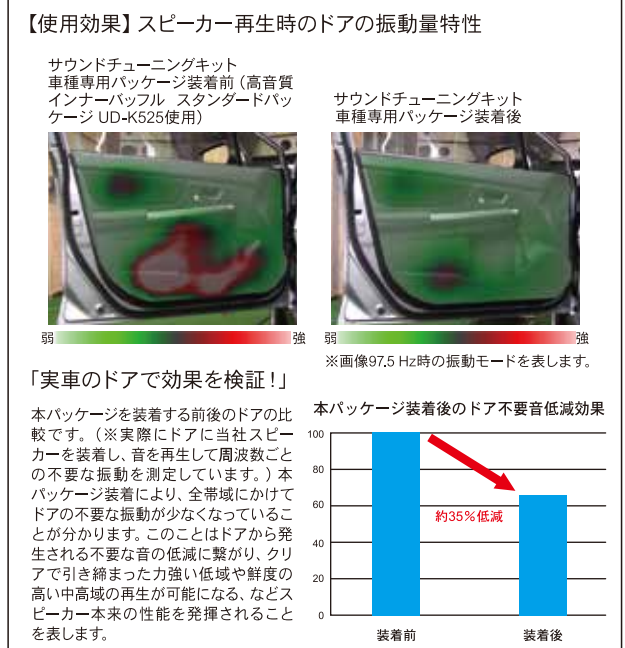 【使用効果】スピーカー再生時のドアの振動量特性
サウンドチューニングキット
車種専用パッケージ装着前（高音質
インナーバッフル　スタンダードパッ
ケージ UD-K525使用）
サウンドチューニングキット
車種専用パッケージ装着後
弱
強
弱
強
※画像97.5 Hz時の振動モードを表します。
「実車のドアで効果を検証！」
本パッケージを装着する前後のドアの比
較です。（※実際にドアに当社スピー
カーを装着し、音を再生して周波数ごと
の不要な振動を測定しています。）本
パッケージ装着により、全帯域にかけて
ドアの不要な振動が少なくなっているこ
とが分かります。このことはドアから発
生される不要な音の低減に繋がり、クリ
アで引き締まった力強い低域や鮮度の
高い中高域の再生が可能になる、などス
ピーカー本来の性能を発揮されること
を表します。
本パッケージ装着後のドア不要音低減効果
100
80
60
40
20
0
約35％低減
装着前
装着後